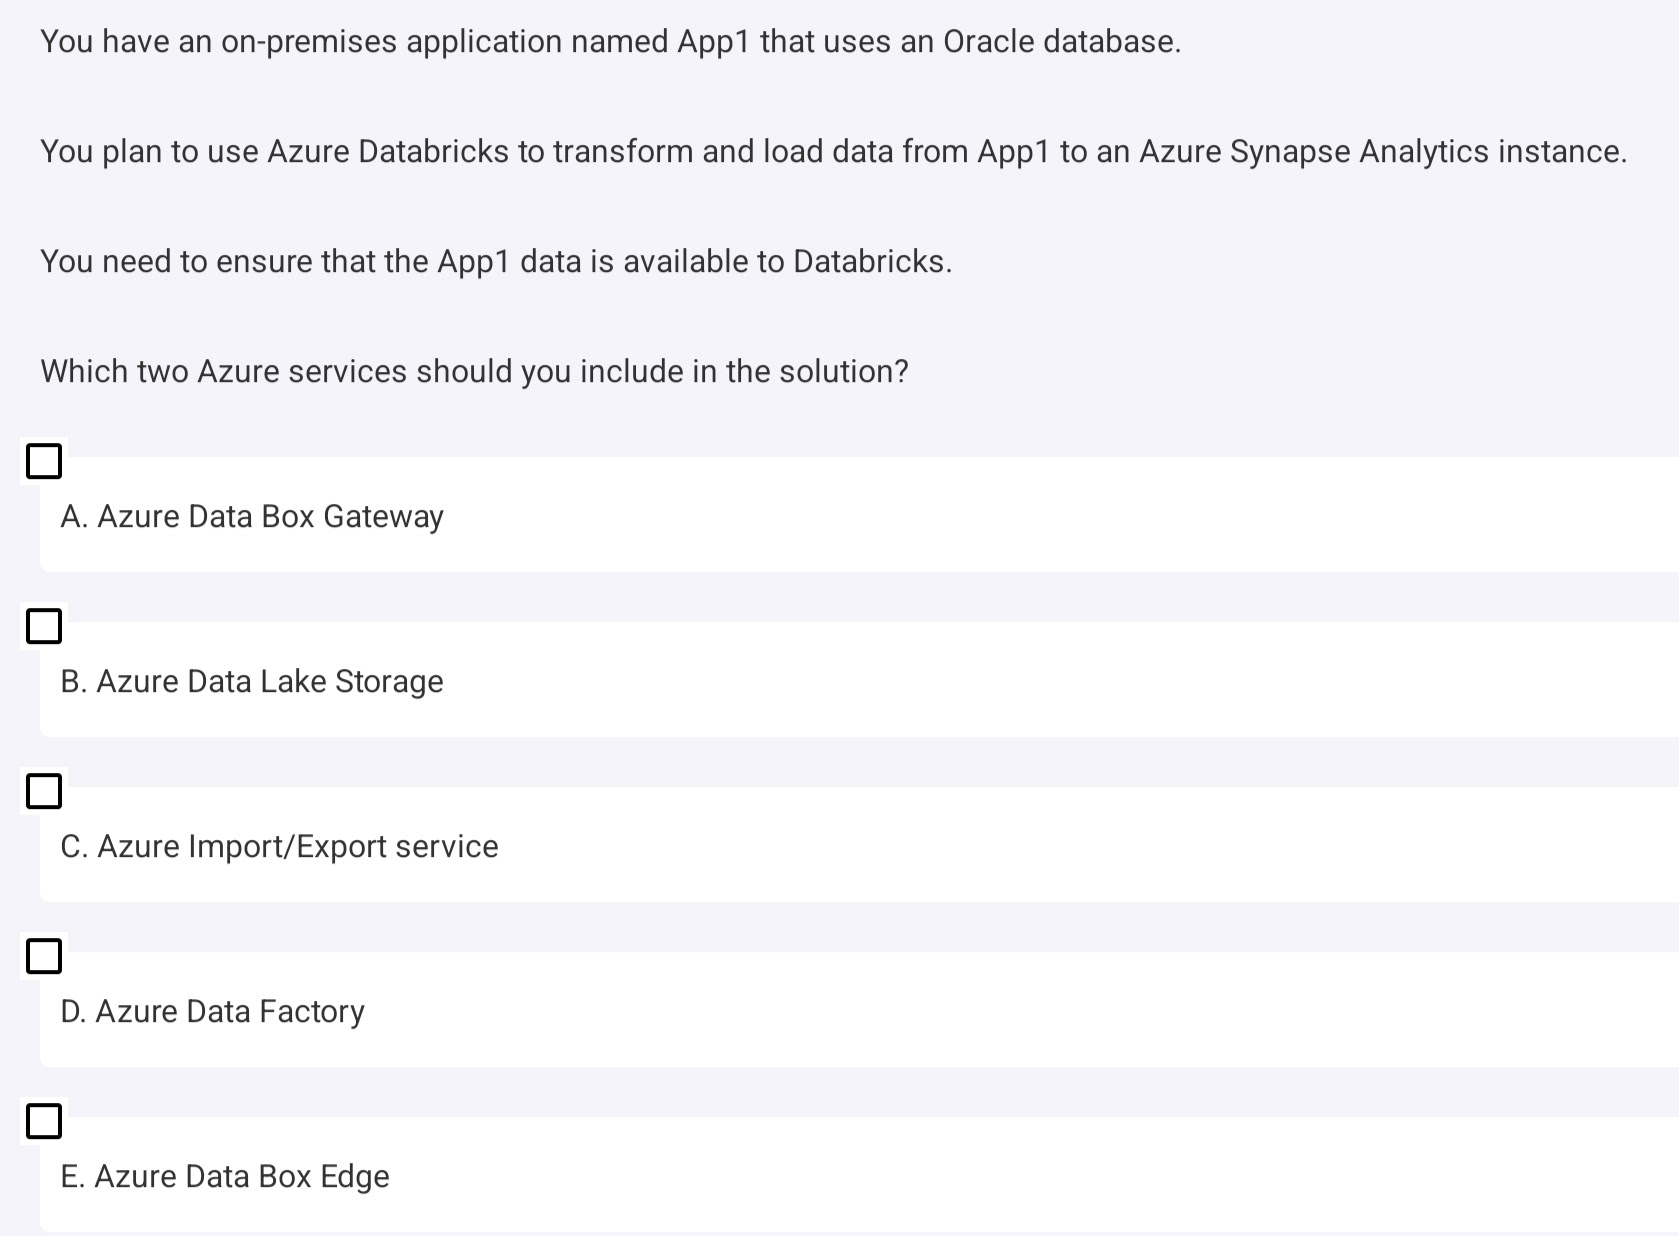 You have an on-premises application named App1 that uses an Oracle database.
You plan to use Azure Databricks to transform and load data from App1 to an Azure Synapse Analytics instance.
You need to ensure that the App1 data is available to Databricks.
Which two Azure services should you include in the solution?
A. Azure Data Box Gateway
B. Azure Data Lake Storage
C. Azure Import/Export service
D. Azure Data Factory
E. Azure Data Box Edge